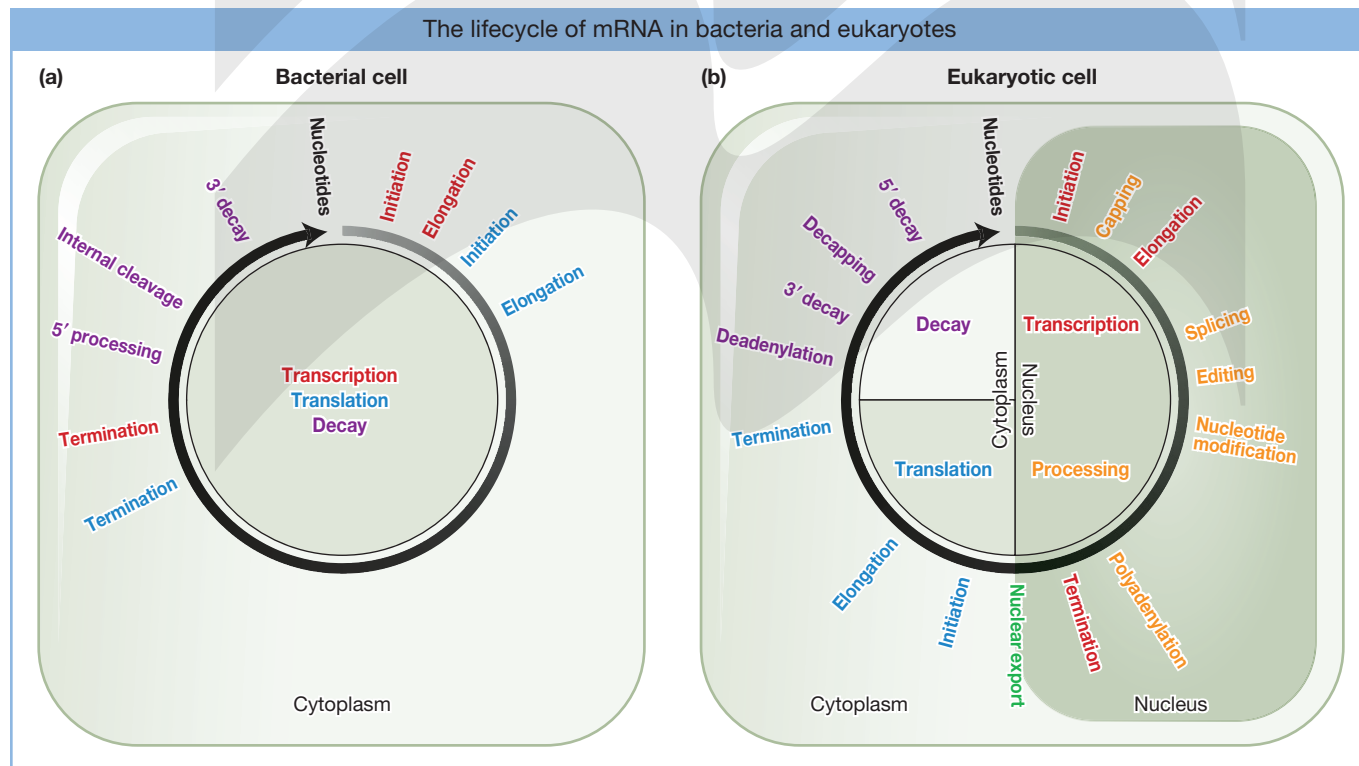 The lifecycle of mRNA in bacteria and eukaryotes
(a)
Bacterial cell
Nucleotides
Initiation
Elongation
Initiation
Elongation
Termination
Termination
5′ processing
Internal cleavage
3′ decay
Transcription
Translation
Decay
Cytoplasm
(b)
Eukaryotic cell
Nucleotides
Initiation
Capping
Elongation
Splicing
Editing
Nucleotide
modification
Polyadenylation
Termination
Nuclear export
Initiation
Elongation
Termination
Deadenylation
3′ decay
Decapping
5′ decay
Decay
Transcription
Cytoplasm
Nucleus
Translation
Processing
Cytoplasm
Nucleus